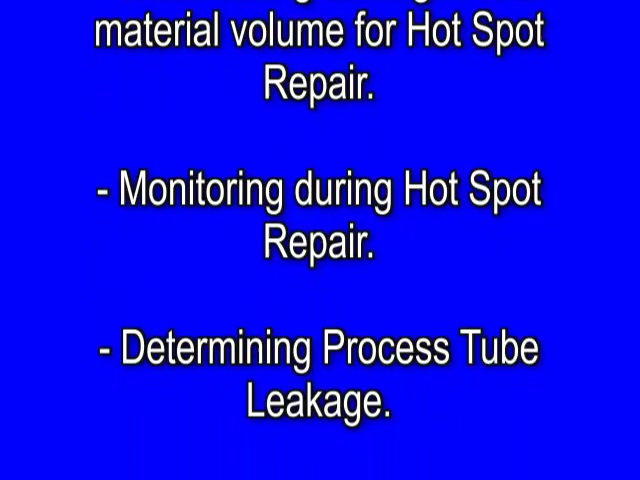 material volume for Hot Spot
Repair.
- Monitoring during Hot Spot
Repair.
- Determining Process Tube
Leakage.